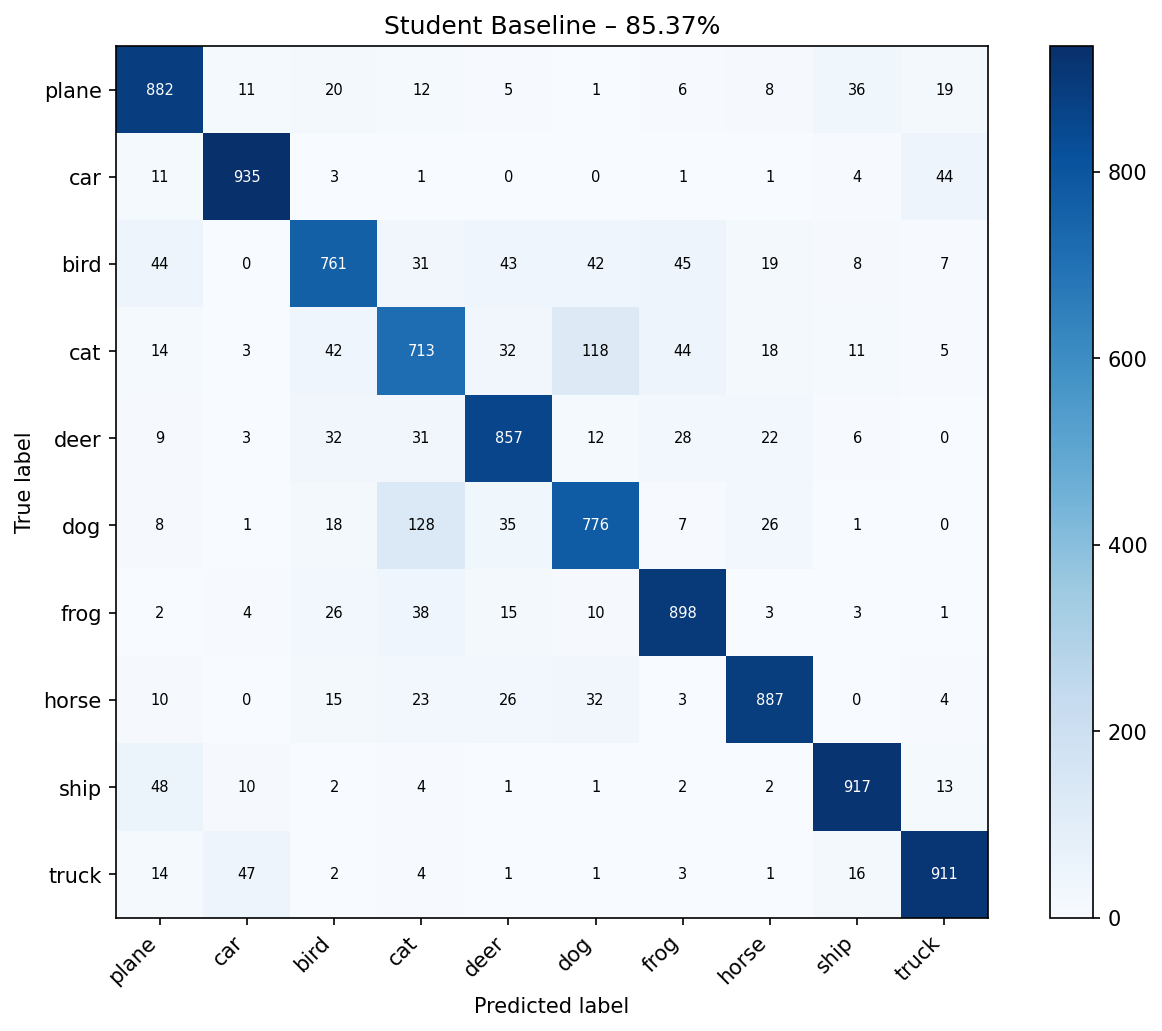 Student Baseline – 85.37%
plane 882 11 20 12 5 1 6 8 36 19
car 11 935 3 1 0 0 1 1 4 44
bird 44 0 761 31 43 42 45 19 8 7
cat 14 3 42 713 32 118 44 18 11 5
deer 9 3 32 31 857 12 28 22 6 0
dog 8 1 18 128 35 776 7 26 1 0
frog 2 4 26 38 15 10 898 3 3 1
horse 10 0 15 23 26 32 3 887 0 4
ship 48 10 2 4 1 1 2 2 917 13
truck 14 47 2 4 1 1 3 1 16 911
plane car bird cat deer dog frog horse ship truck
Predicted label
True label
800
600
400
200
0